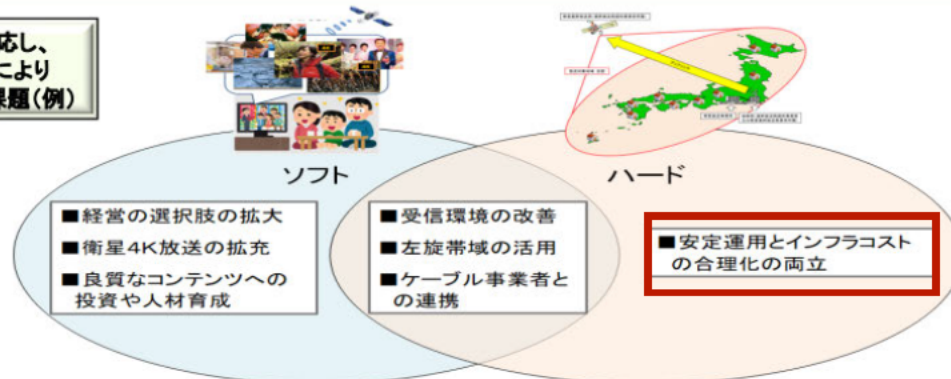 応し、
により
課題(例)
ソフト
ハード
■経営の選択肢の拡大
■衛星4K放送の拡充
■良質なコンテンツへの
投資や人材育成
■受信環境の改善
■左旋帯域の活用
■ケーブル事業者と
の連携
■安定運用とインフラコスト
の合理化の両立